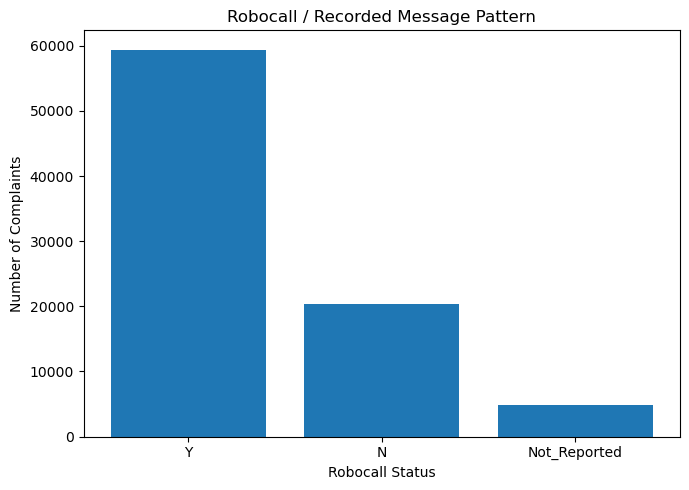 Robocall / Recorded Message Pattern
Number of Complaints
60000
50000
40000
30000
20000
10000
0
Y
N
Not_Reported
Robocall Status